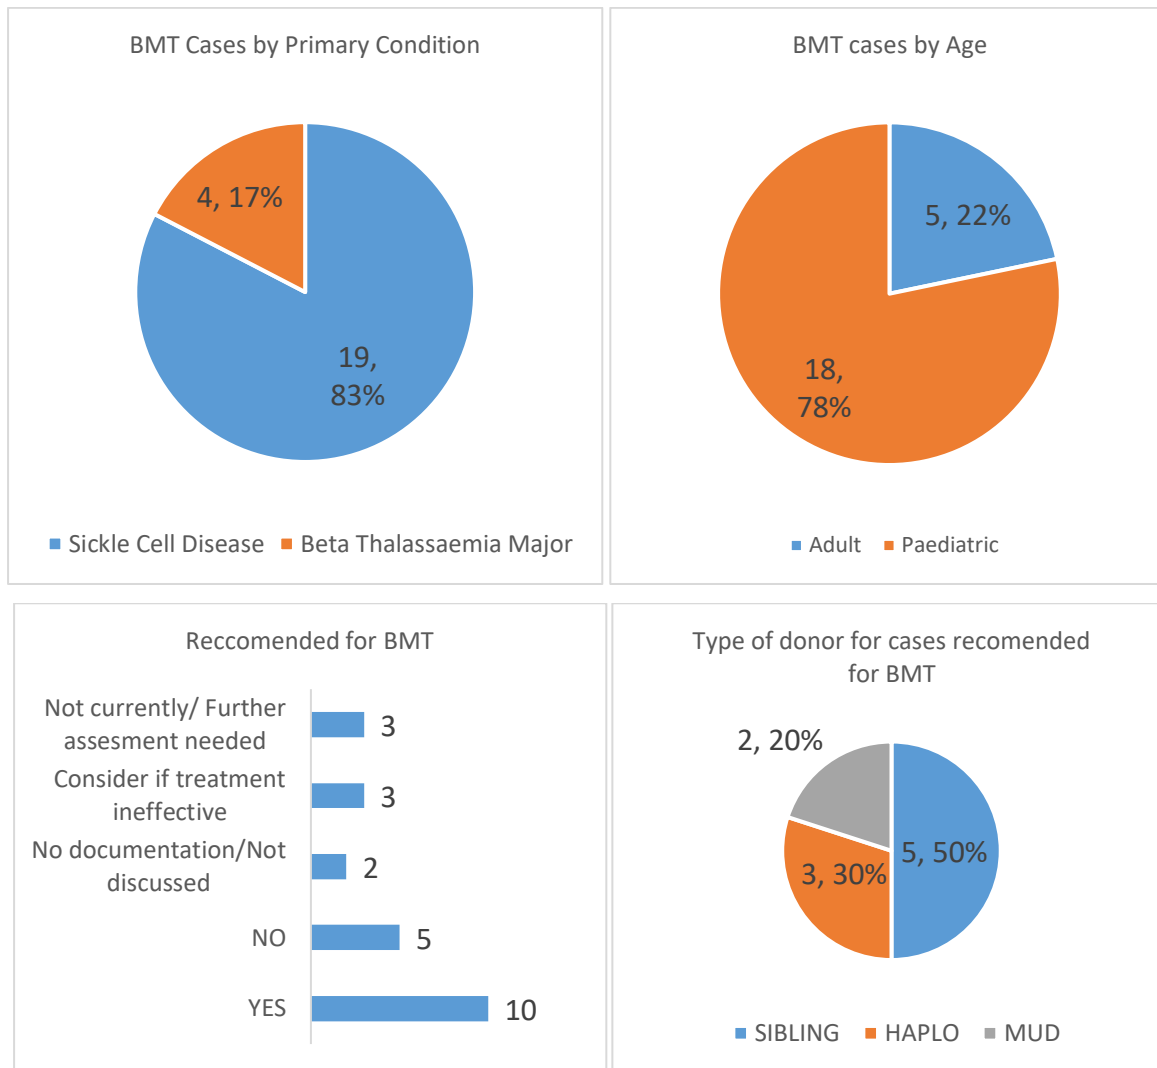 BMT Cases by Primary Condition
4, 17%
19,
83%
Sickle Cell Disease Beta Thalassaemia Major
BMT cases by Age
5, 22%
18,
78%
Adult Paediatric
Reccomended for BMT
Not currently/ Further
assesment needed
3
Consider if treatment
ineffective
3
No documentation/Not
discussed
2
NO
5
YES
10
Type of donor for cases recomended
for BMT
2, 20%
5, 50%
3, 30%
SIBLING HAPLO MUD